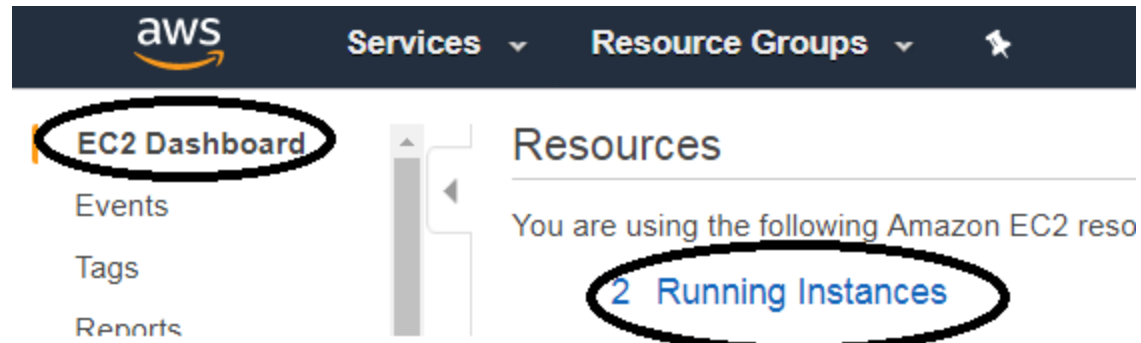 aws Services Resource Groups
EC2 Dashboard
Events
Tags
Reports
Resources
You are using the following Amazon EC2 reso
2 Running Instances